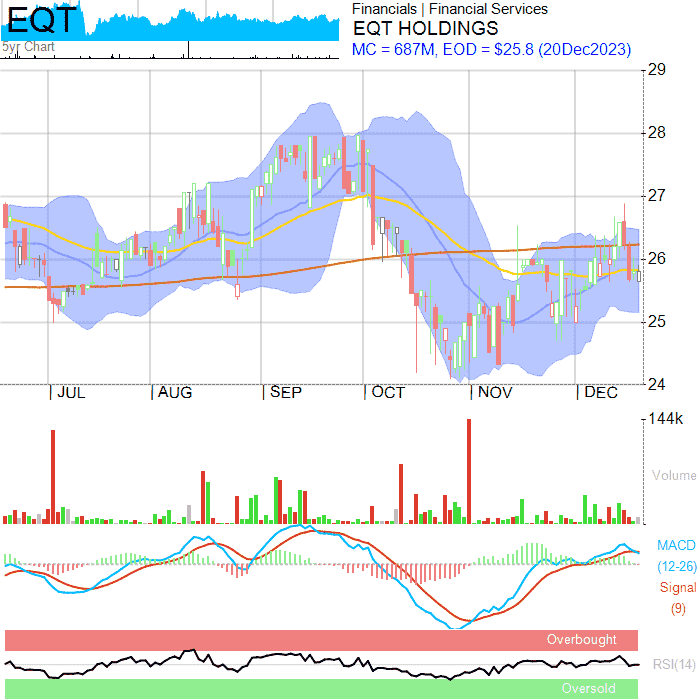 EQT
5yr Chart
Financials | Financial Services
EQT HOLDINGS
MC = 687M, EOD = $25.8 (20Dec2023)
29
28
27
26
25
24
| JUL | AUG | SEP | OCT | NOV | DEC
144k
Volume
MACD
(12-26)
Signal
(9)
Overbought
RSI(14)
Oversold